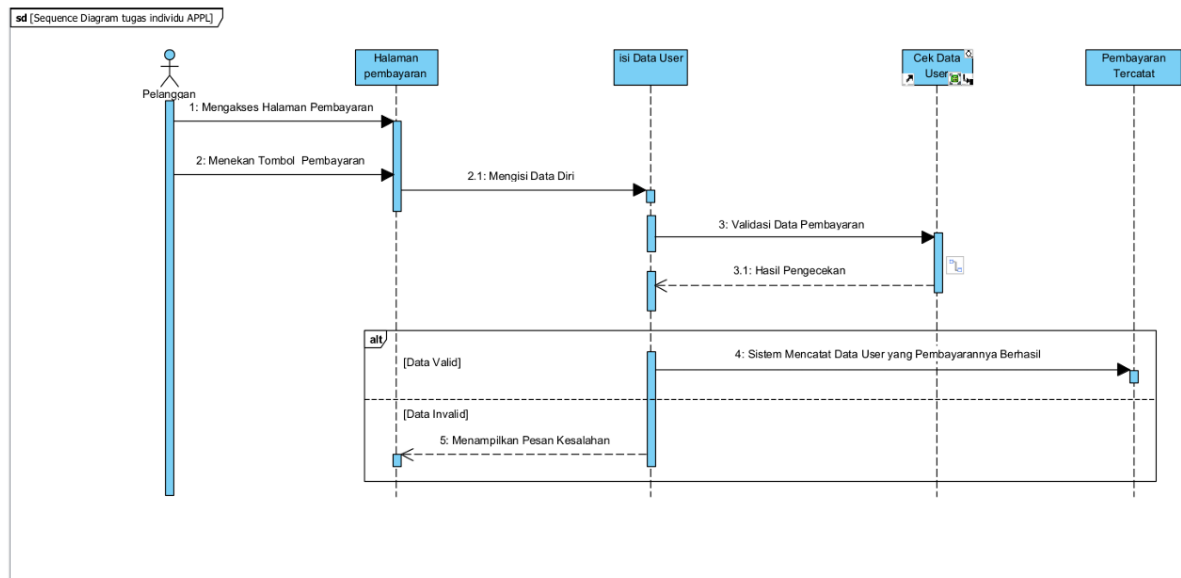 sd [Sequence Diagram tugas individu APPL]
Halaman
pembayaran
isi Data User
Cek Data
User
Pembayaran
Tercatat
Pelanggan
1: Mengakses Halaman Pembayaran
2: Menekan Tombol Pembayaran
2.1: Mengisi Data Diri
3: Validasi Data Pembayaran
3.1: Hasil Pengecekan
alt
[Data Valid]
4: Sistem Mencatat Data User yang Pembayarannya Berhasil
[Data Invalid]
5: Menampilkan Pesan Kesalahan